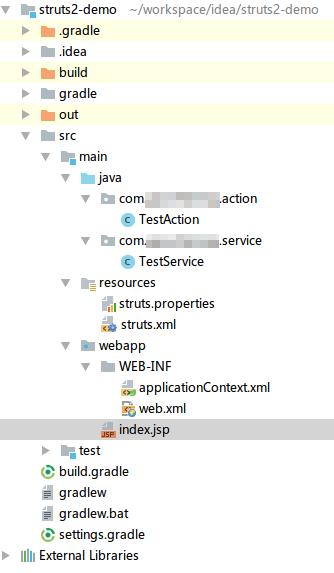 struts2-demo ~/workspace/idea/struts2-demo
.gradle
.idea
build
gradle
out
src
main
java
com. .action
TestAction
com. .service
TestService
resources
struts.properties
struts.xml
webapp
WEB-INF
applicationContext.xml
web.xml
index.jsp
test
build.gradle
gradlew
gradlew.bat
settings.gradle
External Libraries